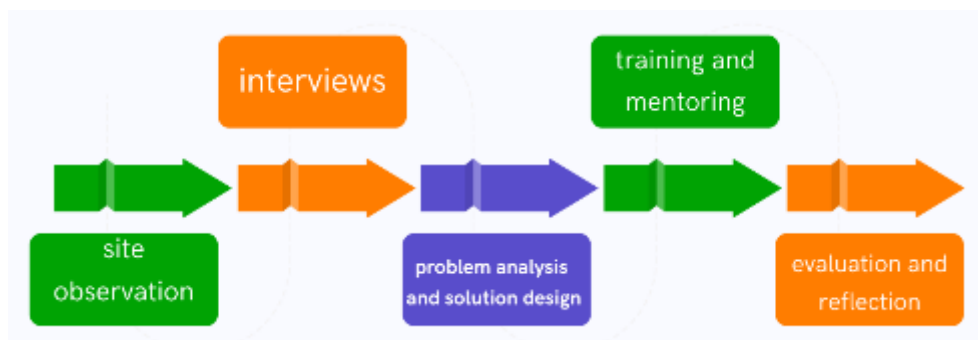 site
observation
interviews
problem analysis
and solution design
training and
mentoring
evaluation and
reflection